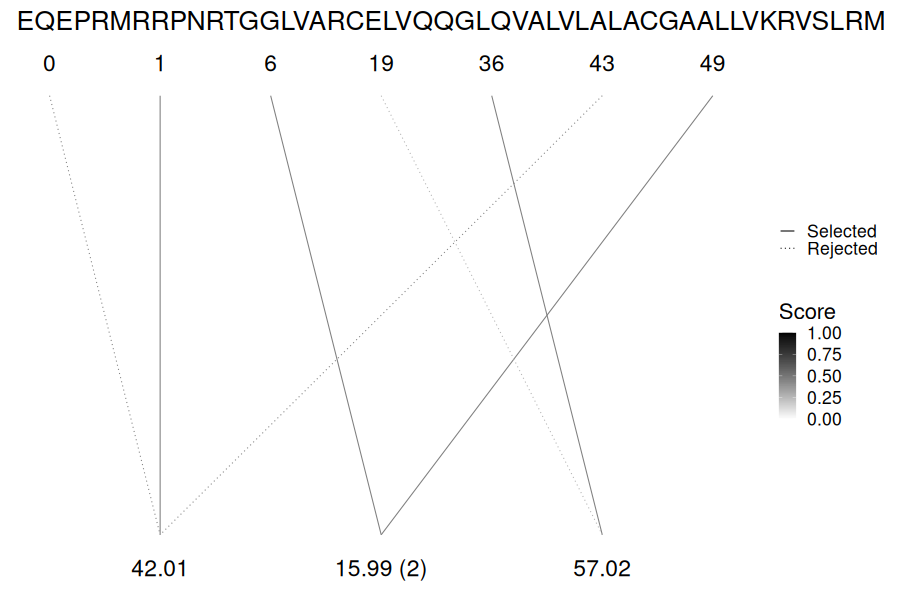 EQEPRMRRPNRTGGLVARCELVQQGLQVALVLALACGAALLVKRVSLRM
0 1 6 19 36 43 49
Selected
Rejected
Score
1.00
0.75
0.50
0.25
0.00
42.01 15.99 (2) 57.02